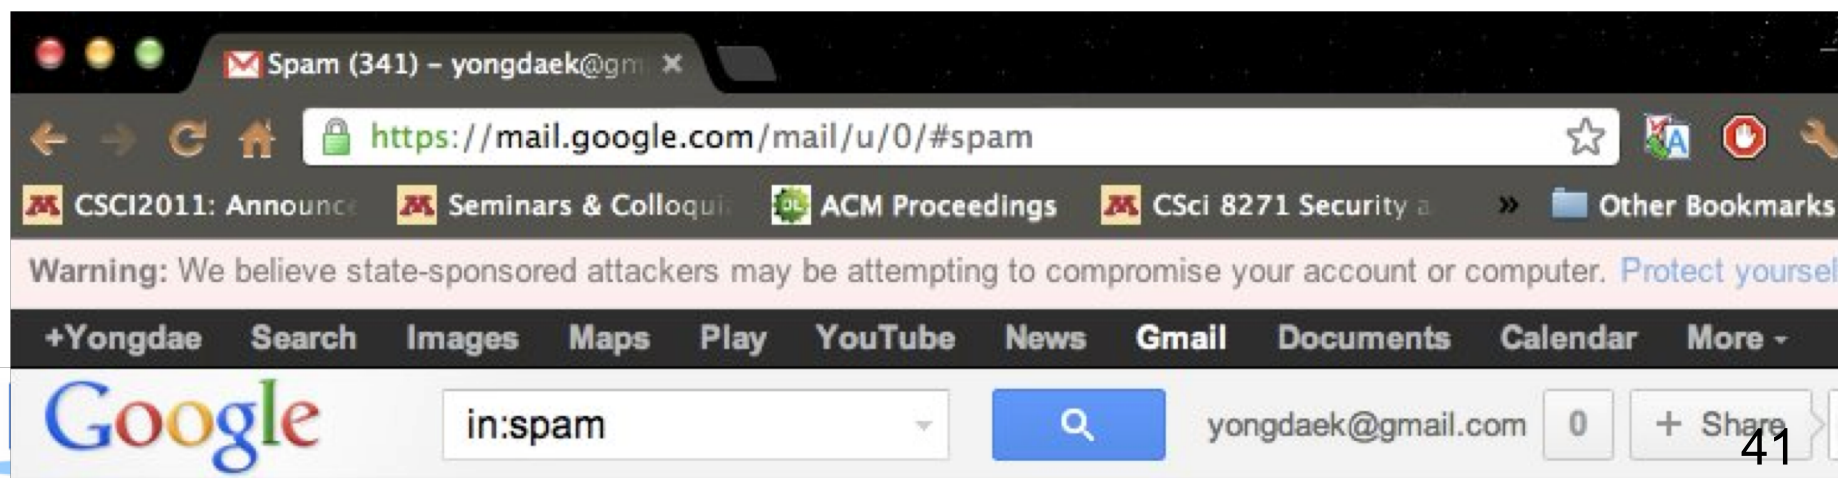 Spam (341) – yongdaek@gm
https://mail.google.com/mail/u/0/#spam
CSCI2011: Announce Seminars & Colloqui ACM Proceedings CSci 8271 Security a » Other Bookmarks
Warning: We believe state-sponsored attackers may be attempting to compromise your account or computer. Protect yoursel
+Yongdae Search Images Maps Play YouTube News Gmail Documents Calendar More
Google in:spam yongdaek@gmail.com 0 + Share
41